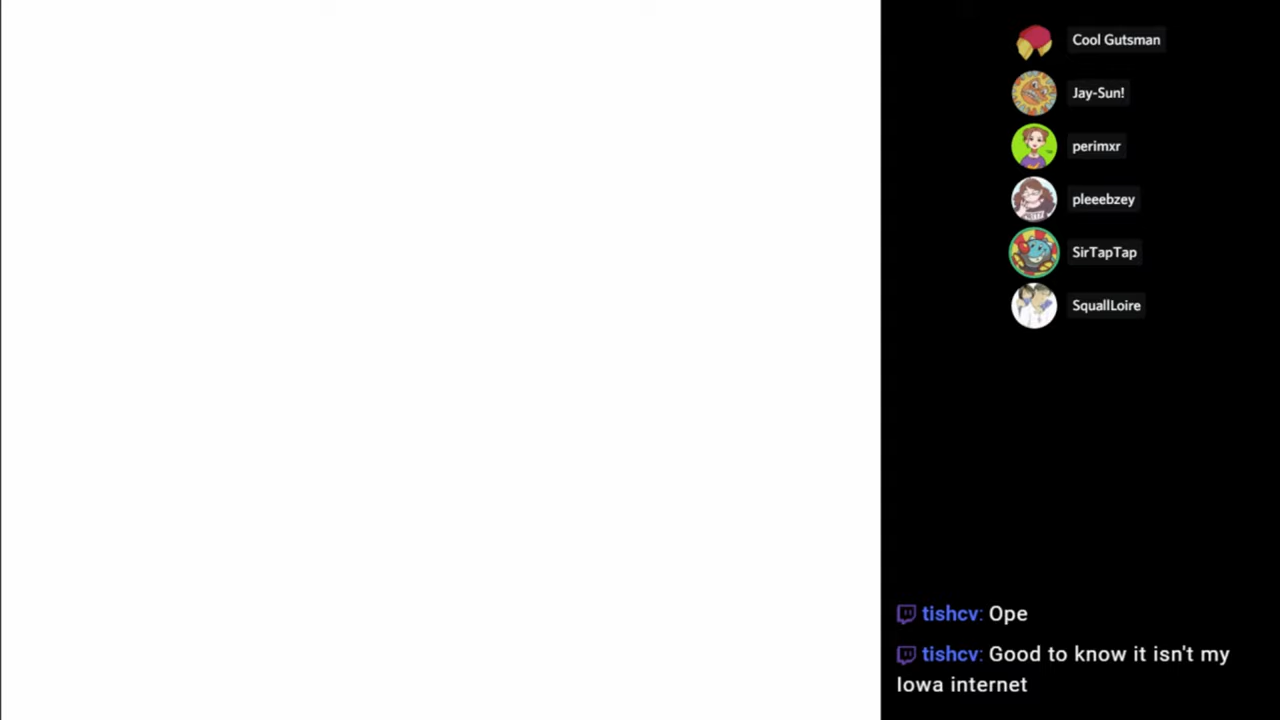 Cool Gutsman
Jay-Sun!
perimxr
pleeebzey
SirTapTap
SquallLoire
tishcv: Ope
tishcv: Good to know it isn't my
Iowa internet